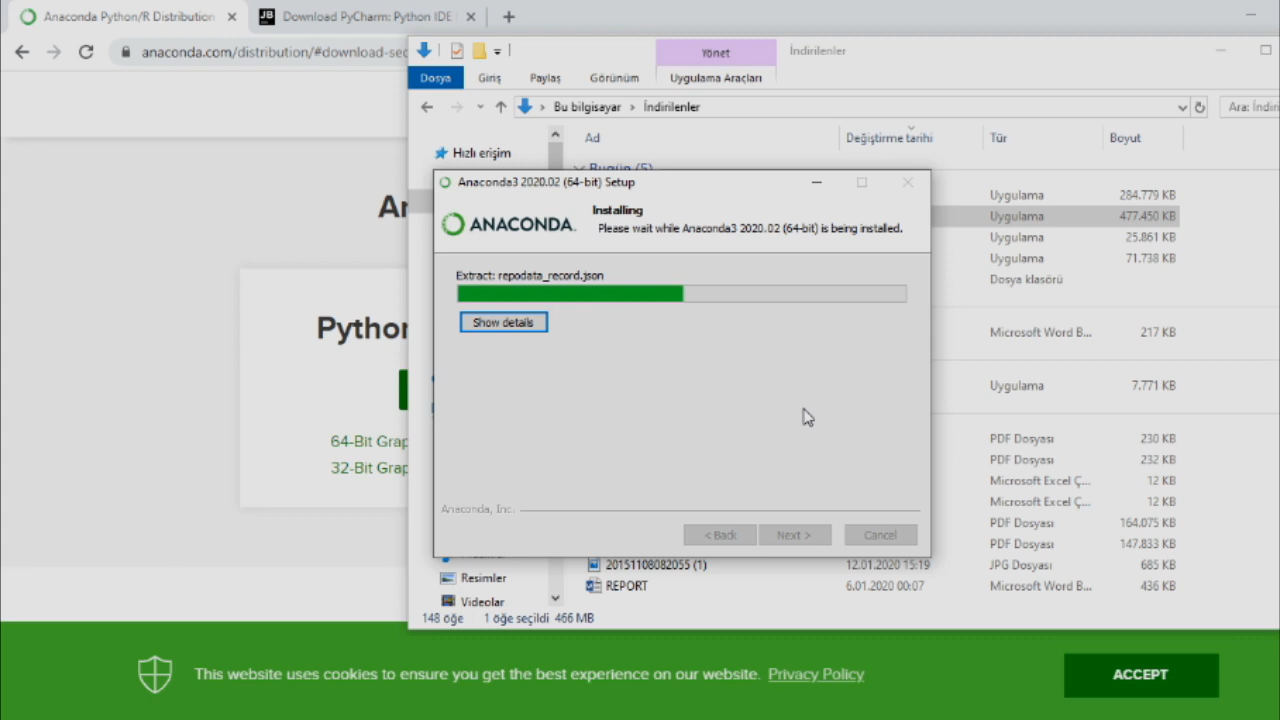 Anaconda Python/R Distribution
Download PyCharm: Python IDE
anaconda.com/distribution/#download-sec
Yönet
İndirilenler
Dosya
Giriş
Paylaş
Görünüm
Uygulama Araçları
Bu bilgisayar > İndirilenler
Ara: İndiri
Ad
Değiştirme tarihi
Tür
Boyut
Hızlı erişim
Bugün (5)
Uygulama 284.779 KB
Uygulama 477.450 KB
Uygulama 25.861 KB
Uygulama 71.738 KB
Dosya klasörü
Microsoft Word B... 217 KB
Uygulama 7.771 KB
PDF Dosyası 230 KB
PDF Dosyası 232 KB
Microsoft Excel Ç... 12 KB
Microsoft Excel Ç... 12 KB
PDF Dosyası 164.075 KB
PDF Dosyası 147.833 KB
20151108082055 (1) 12.01.2020 15:19 JPG Dosyası 685 KB
REPORT 6.01.2020 00:07 Microsoft Word B... 436 KB
Resimler
Videolar
148 öğe 1 öğe seçildi 466 MB
Anaconda3 2020.02 (64-bit) Setup
ANACONDA.
Installing
Please wait while Anaconda3 2020.02 (64-bit) is being installed.
Extract: repodata_record.json
Show details
Anaconda, Inc.
< Back
Next >
Cancel
An
Python
64-Bit Grap
32-Bit Grap
This website uses cookies to ensure you get the best experience on our website. Privacy Policy
ACCEPT